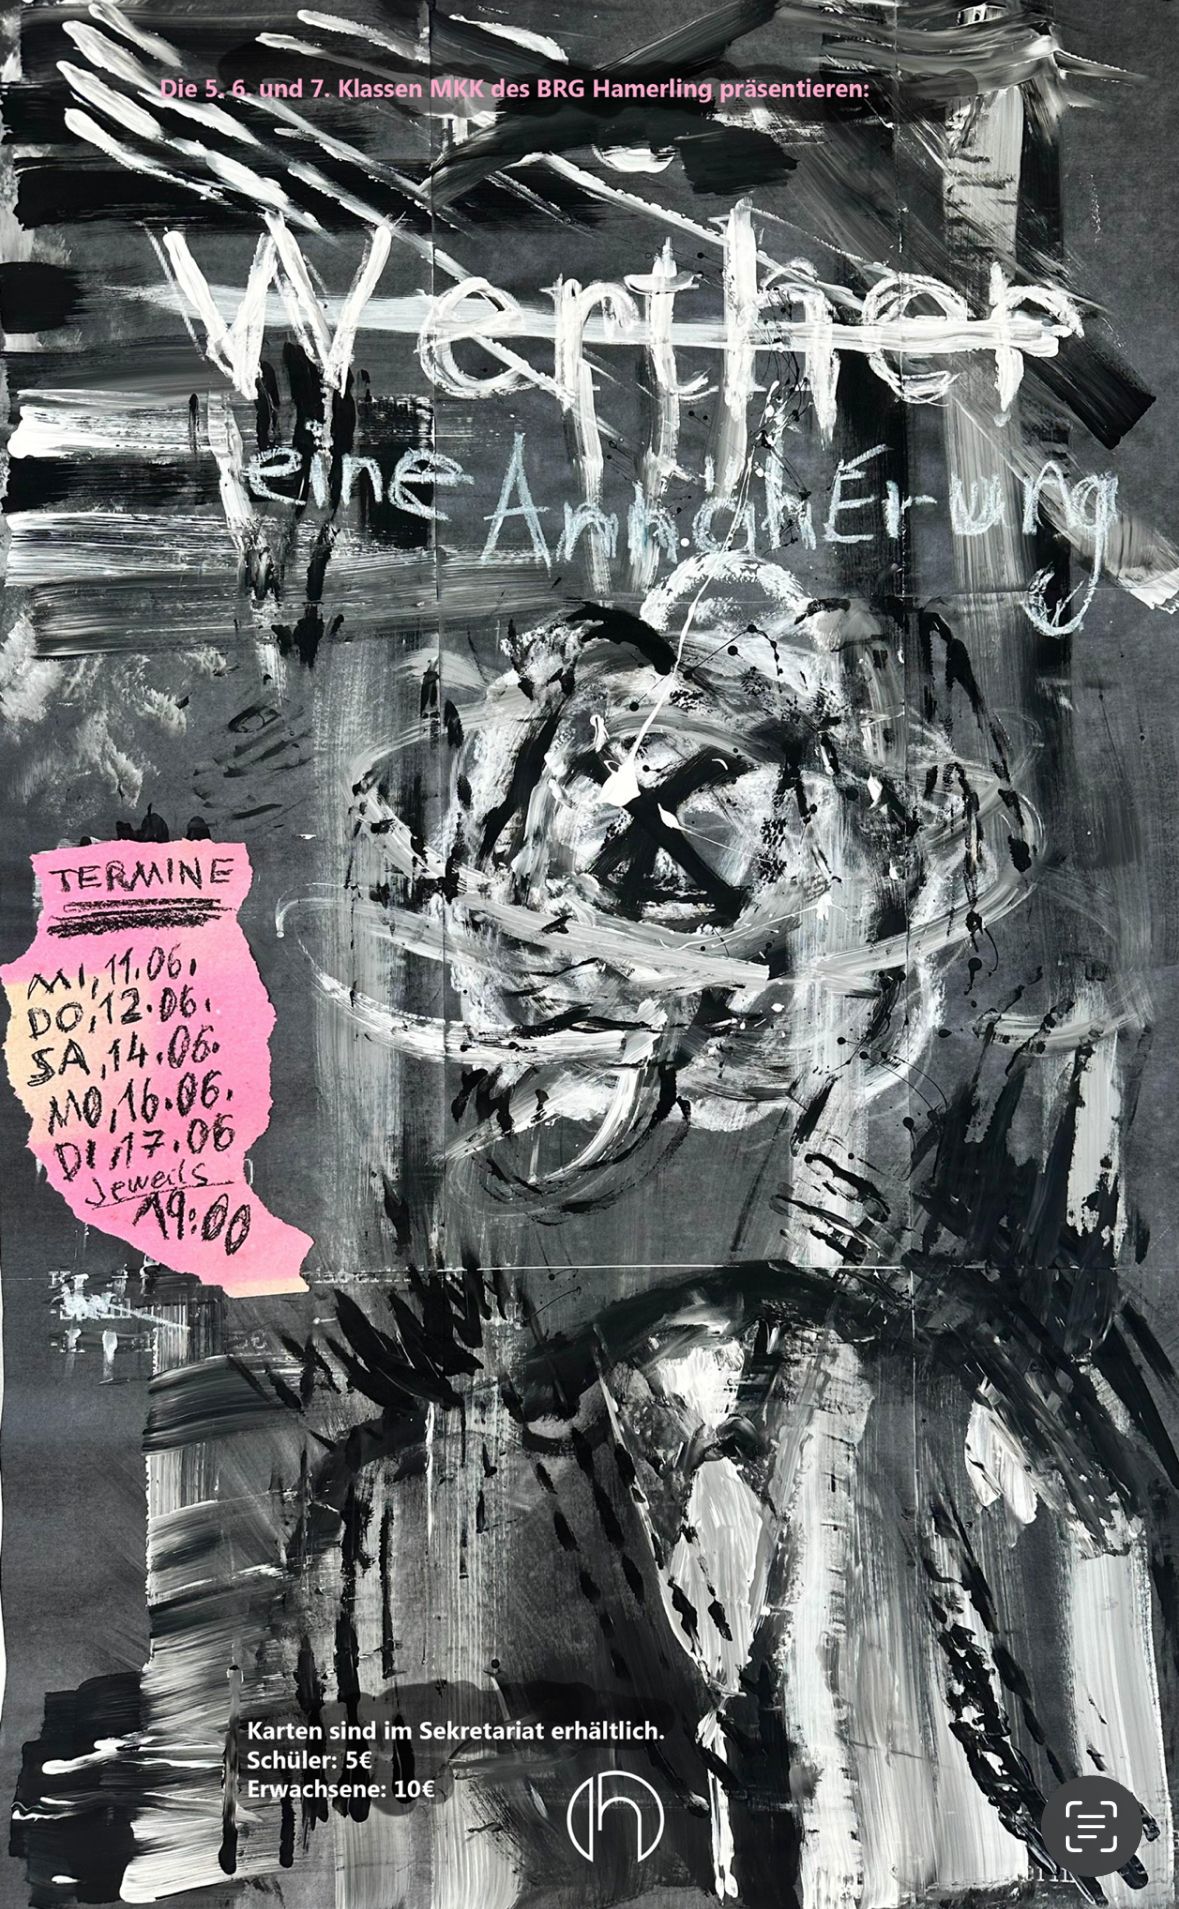 Die 5. 6. und 7. Klassen MKK des BRG Hamerling präsentieren:
Werther
eine AnnähErung
TERMINE
MI, 11.06.
DO, 12.06.
SA, 14.06.
MO, 16.06.
DI, 17.06
jeweils
19:00
Karten sind im Sekretariat erhältlich.
Schüler: 5€
Erwachsene: 10€
h